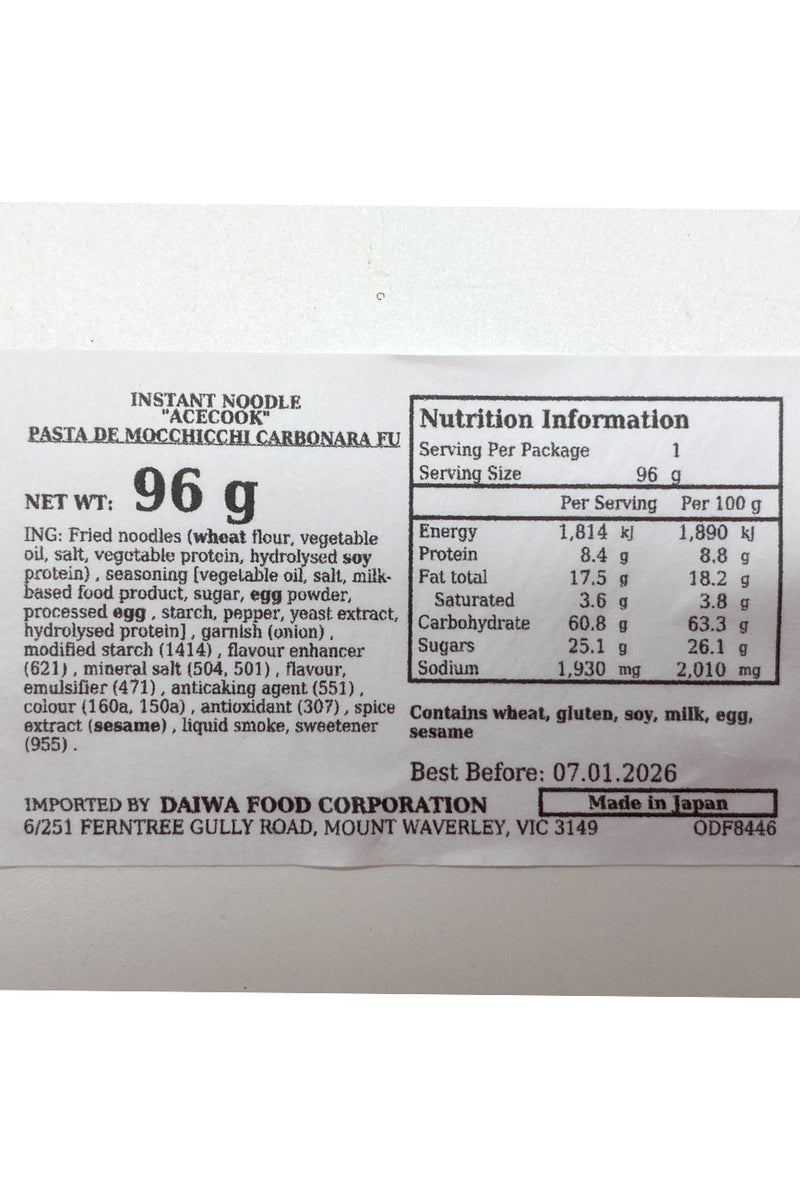 INSTANT NOODLE
"ACECOOK"
PASTA DE MOCCHICCHI CARBONARA FU
NET WT: 96 g
ING: Fried noodles (wheat flour, vegetable
oil, salt, vegetable protein, hydrolysed soy
protein) , seasoning [vegetable oil, salt, milk-
based food product, sugar, egg powder,
processed egg , starch, pepper, yeast extract,
hydrolysed protein] , garnish (onion) ,
modified starch (1414) , flavour enhancer
(621) , mineral salt (504, 501) , flavour,
emulsifier (471) , anticaking agent (551) ,
colour (160a, 150a) , antioxidant (307) , spice
extract (sesame) , liquid smoke, sweetener
(955) .
Nutrition Information
Serving Per Package 1
Serving Size 96 g
Per Serving Per 100 g
Energy 1,814 kJ 1,890 kJ
Protein 8.4 g 8.8 g
Fat total 17.5 g 18.2 g
Saturated 3.6 g 3.8 g
Carbohydrate 60.8 g 63.3 g
Sugars 25.1 g 26.1 g
Sodium 1,930 mg 2,010 mg
Contains wheat, gluten, soy, milk, egg,
sesame
Best Before: 07.01.2026
IMPORTED BY DAIWA FOOD CORPORATION Made in Japan
6/251 FERNTREE GULLY ROAD, MOUNT WAVERLEY, VIC 3149 ODF8446